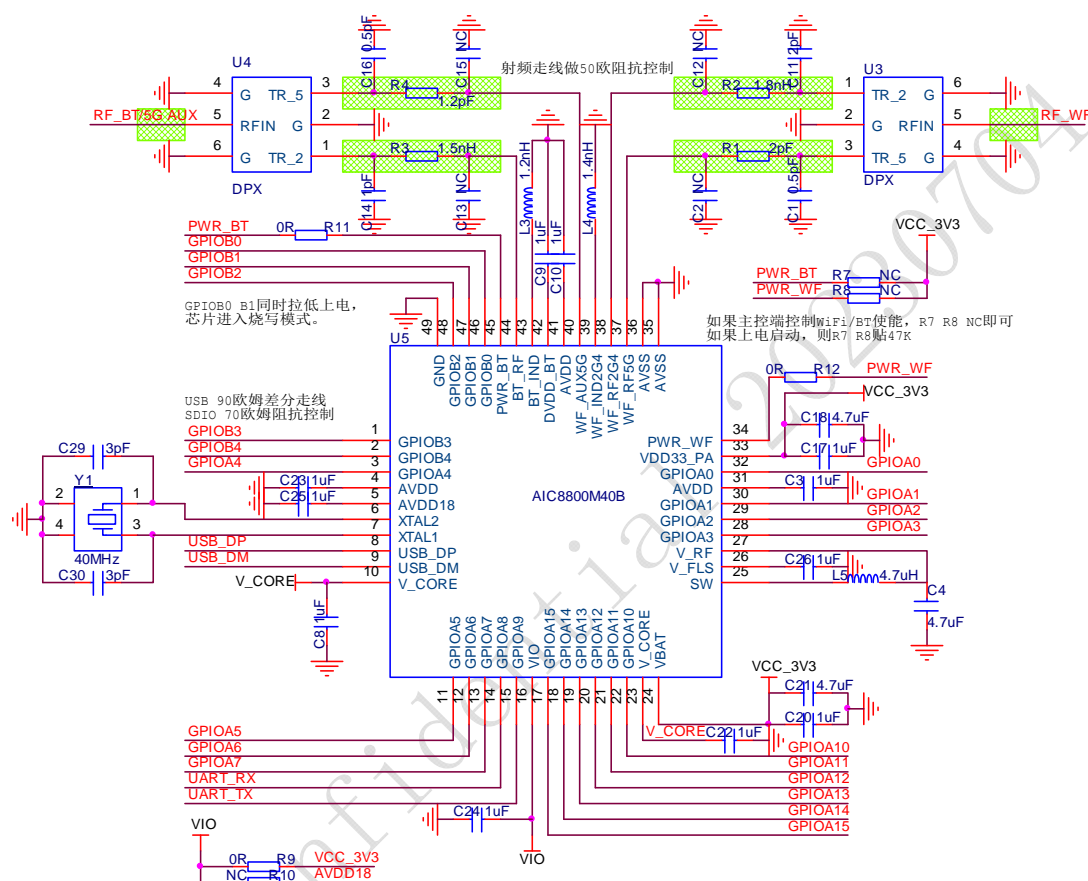 C16 0.5pF
C15 NC
射频走线做50欧阻抗控制
C12 NC
C11 2pF
U4
U3
4 G TR_5 3
R4
1.2pF
R2 1.8nH
1 TR_2 G 6
RF_BT/5G AUX
5 RFIN G 2
2 G RFIN 5
RF_WF
6 G TR_2 1
R3 1.5nH
R1 2pF
3 TR_5 G 4
DPX
DPX
C14 1pF
C13 NC
L3 1.2nH
C9 1uF
C10 1uF
L4 1.4nH
C2 NC
C1 0.5pF
PWR_BT
0R R11
GPIOB0
GPIOB1
GPIOB2
VCC_3V3
PWR_BT R7 NC
PWR_WF R8 NC
GPIOB0 B1同时拉低上电，
芯片进入烧写模式。
如果主控端控制WiFi/BT使能，R7 R8 NC即可
如果上电启动，则R7 R8贴47K
U5
49 48 47 46 45 44 43 42 41 40 39 38 37 36 35
GND
GPIOB2
GPIOB1
GPIOB0
PWR_BT
BT_RF
BT_IND
DVDD_BT
AVDD
WF_AUX5G
WF_IND2G4
WF_RF2G4
WF_RF5G
AVSS
AVSS
USB 90欧姆差分走线
SDIO 70欧姆阻抗控制
0R R12 PWR_WF
VCC_3V3
GPIOB3 1 GPIOB3
GPIOB4 2 GPIOB4
GPIOA4 3 GPIOA4
C23 1uF 4 AVDD
C25 1uF 5 AVDD18
6 XTAL2
7 XTAL1
USB_DP 8 USB_DP
USB_DM 9 USB_DM
V_CORE 10 V_CORE
C29 3pF
Y1
2 1
4 3
40MHz
C30 3pF
C8 1uF
AIC8800M40B
PWR_WF 34
VDD33_PA 33
C18 4.7uF
C17 1uF
GPIOA0 32 GPIOA0
AVDD 31 C3 1uF
GPIOA1 30 GPIOA1
GPIOA2 29 GPIOA2
GPIOA3 28 GPIOA3
V_RF 27
V_FLS 26 C26 1uF
SW 25 L5 4.7uH
C4
4.7uF
GPIOA5
GPIOA6
GPIOA7
GPIOA8
GPIOA9
VIO
GPIOA15
GPIOA14
GPIOA13
GPIOA12
GPIOA11
GPIOA10
V_CORE
VBAT
11 12 13 14 15 16 17 18 19 20 21 22 23 24
VCC_3V3
C21 4.7uF
C20 1uF
V_CORE C22 1uF
GPIOA5
GPIOA6
GPIOA7
UART_RX
UART_TX
GPIOA10
GPIOA11
GPIOA12
GPIOA13
GPIOA14
GPIOA15
C24 1uF
VIO
VIO
0R R9 VCC_3V3
NC R10 AVDD18
nfidential 20230704